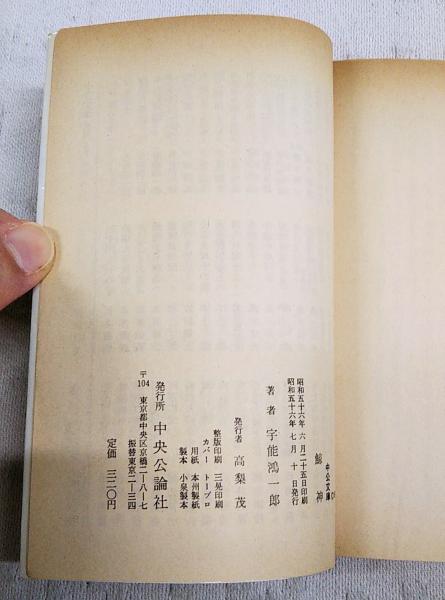 中公文庫
鯨神
昭和五十六年六月二十五日印刷
昭和五十六年七月十日発行
著者 宇能鴻一郎
発行者 高梨茂
整版印刷 三晃印刷
カバー トープロ
用紙 本州製紙
製本 小泉製本
発行所 中央公論社
〒104 東京都中央区京橋二-八-七
振替東京二-三四
定価 三二〇円